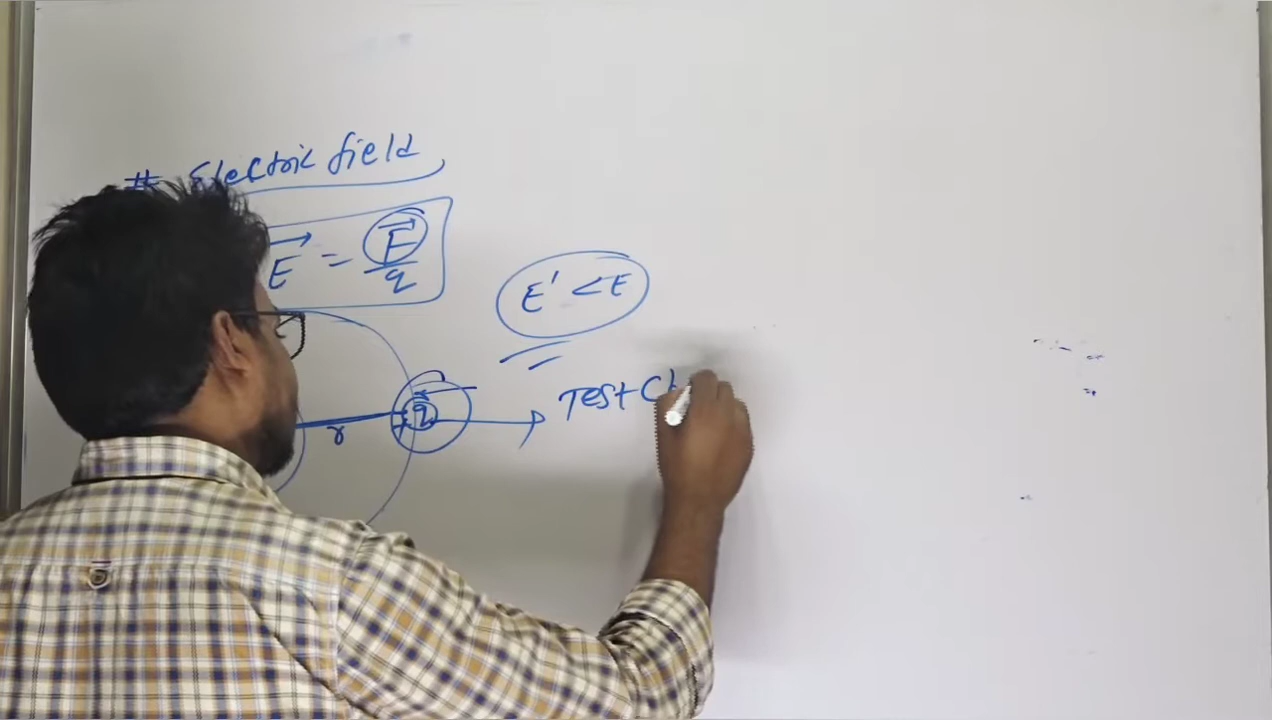 # Electric field
E = F/q
E' < E
q
r
Test Ch